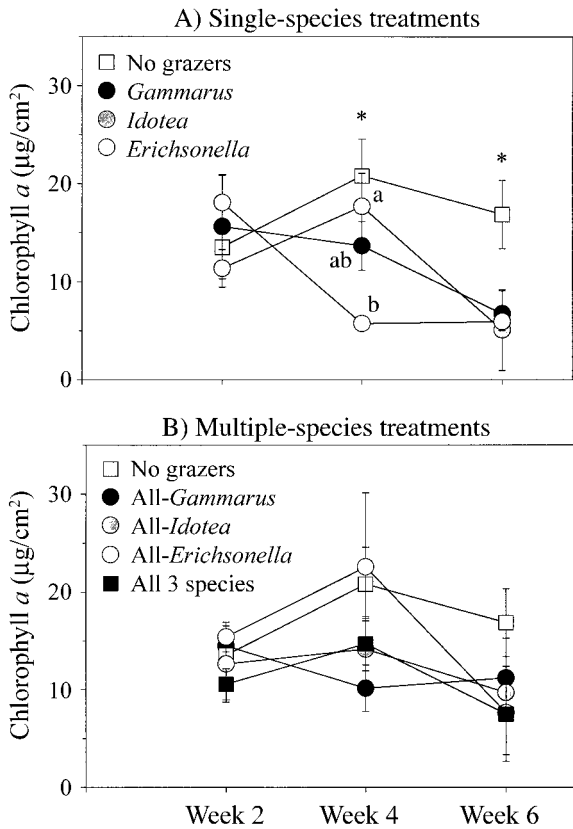 A) Single-species treatments
Chlorophyll a (µg/cm²)
30
20
10
0
No grazers
Gammarus
Idotea
Erichsonella
*
*
a
ab
b
B) Multiple-species treatments
Chlorophyll a (µg/cm²)
30
20
10
0
No grazers
All-Gammarus
All-Idotea
All-Erichsonella
All 3 species
Week 2 Week 4 Week 6